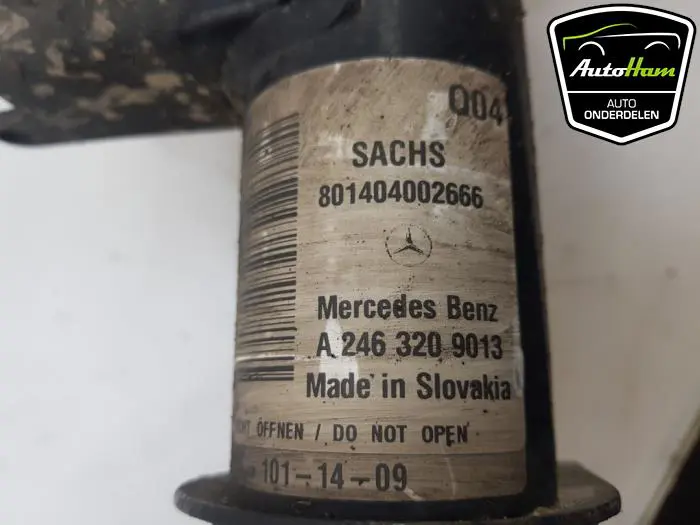 AutoHam
AUTO
ONDERDELEN
Q04
SACHS
801404002666
Mercedes Benz
A 246 320 9013
Made in Slovakia
ÖFFNEN / DO NOT OPEN
101-14-09